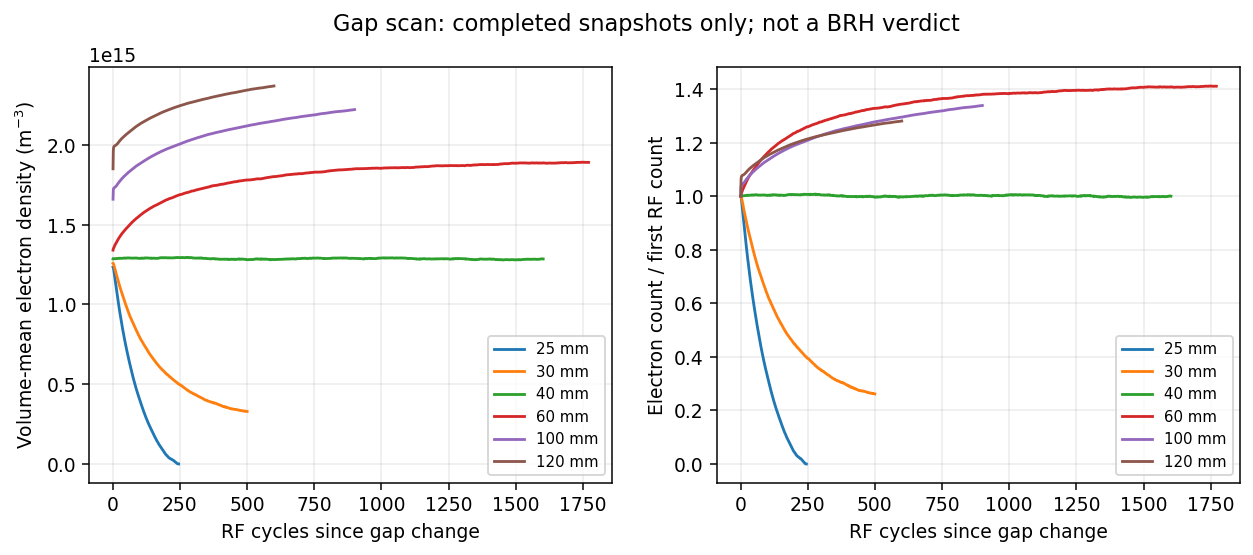 Gap scan: completed snapshots only; not a BRH verdict
1e15
Volume-mean electron density (m⁻³)
2.0
1.5
1.0
0.5
0.0
0 250 500 750 1000 1250 1500 1750
RF cycles since gap change
25 mm
30 mm
40 mm
60 mm
100 mm
120 mm
Electron count / first RF count
1.4
1.2
1.0
0.8
0.6
0.4
0.2
0.0
0 250 500 750 1000 1250 1500 1750
RF cycles since gap change
25 mm
30 mm
40 mm
60 mm
100 mm
120 mm